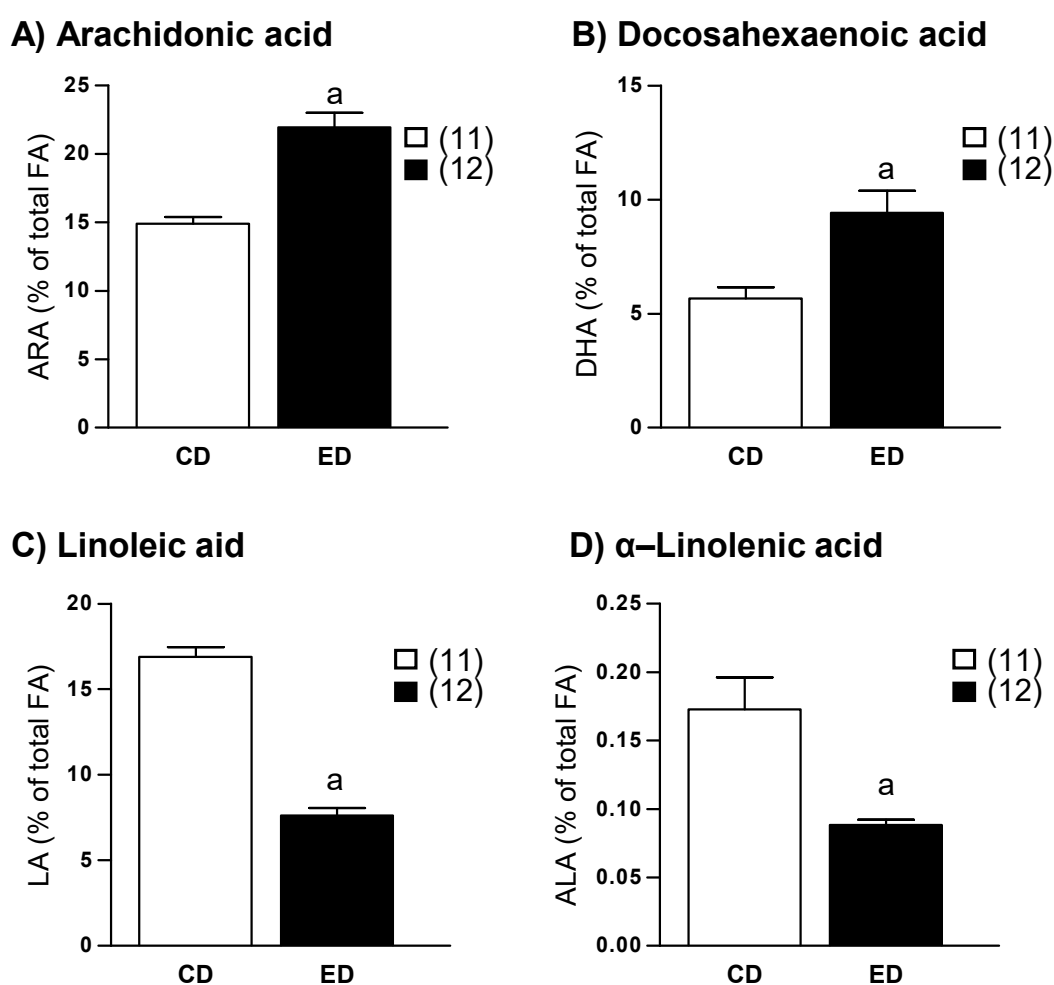 A) Arachidonic acid
ARA (% of total FA)
25
20
15
10
5
0
a
(11)
(12)
CD ED
B) Docosahexaenoic acid
DHA (% of total FA)
15
10
5
0
a
(11)
(12)
CD ED
C) Linoleic aid
LA (% of total FA)
20
15
10
5
0
a
(11)
(12)
CD ED
D) α–Linolenic acid
ALA (% of total FA)
0.25
0.20
0.15
0.10
0.05
0.00
a
(11)
(12)
CD ED